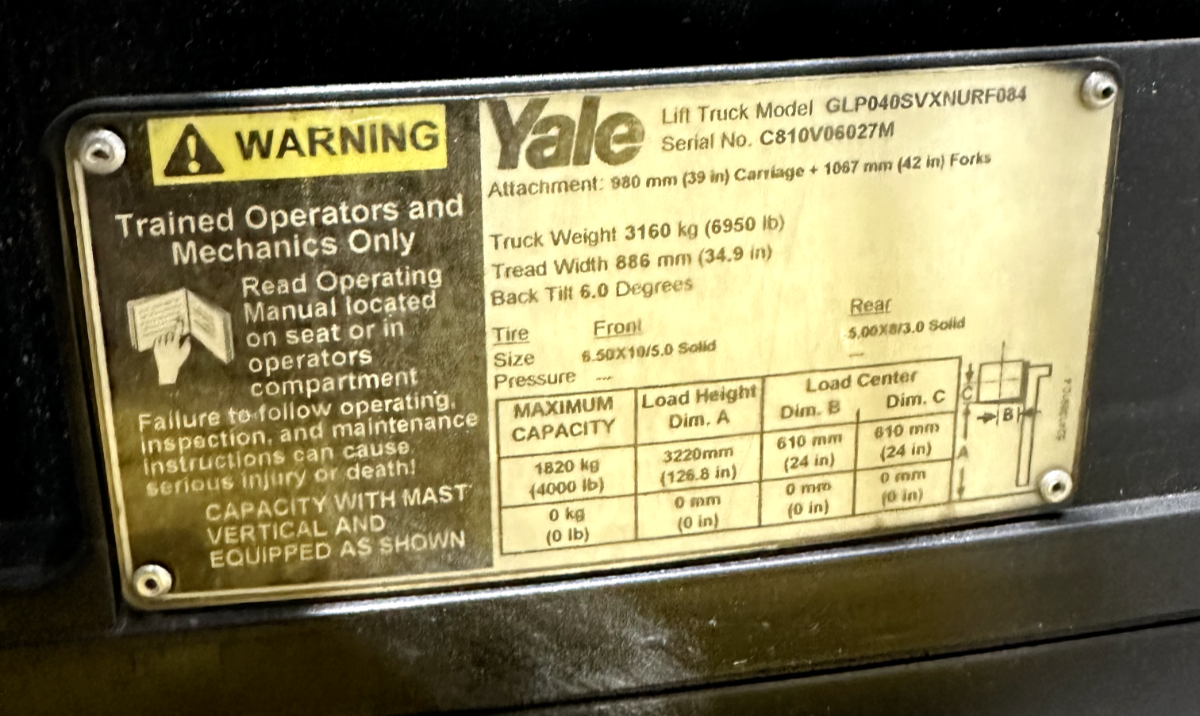 WARNING
Trained Operators and
Mechanics Only
Read Operating
Manual located
on seat or in
operators
compartment
Failure to follow operating,
inspection, and maintenance
instructions can cause
serious injury or death!
CAPACITY WITH MAST
VERTICAL AND
EQUIPPED AS SHOWN
Yale
Lift Truck Model GLP040SVXNURF084
Serial No. C810V06027M
Attachment: 980 mm (39 in) Carriage + 1067 mm (42 in) Forks
Truck Weight 3160 kg (6950 lb)
Tread Width 886 mm (34.9 in)
Back Tilt 6.0 Degrees
Tire Front Rear
Size 6.50X10/5.0 Solid 5.00X8/3.0 Solid
Pressure --- ---
MAXIMUM CAPACITY Load Height Dim. A Load Center Dim. B Dim. C
1820 kg 3220mm 610 mm 610 mm
(4000 lb) (126.8 in) (24 in) (24 in)
0 kg 0 mm 0 mm 0 mm
(0 lb) (0 in) (0 in) (0 in)
C
B
A